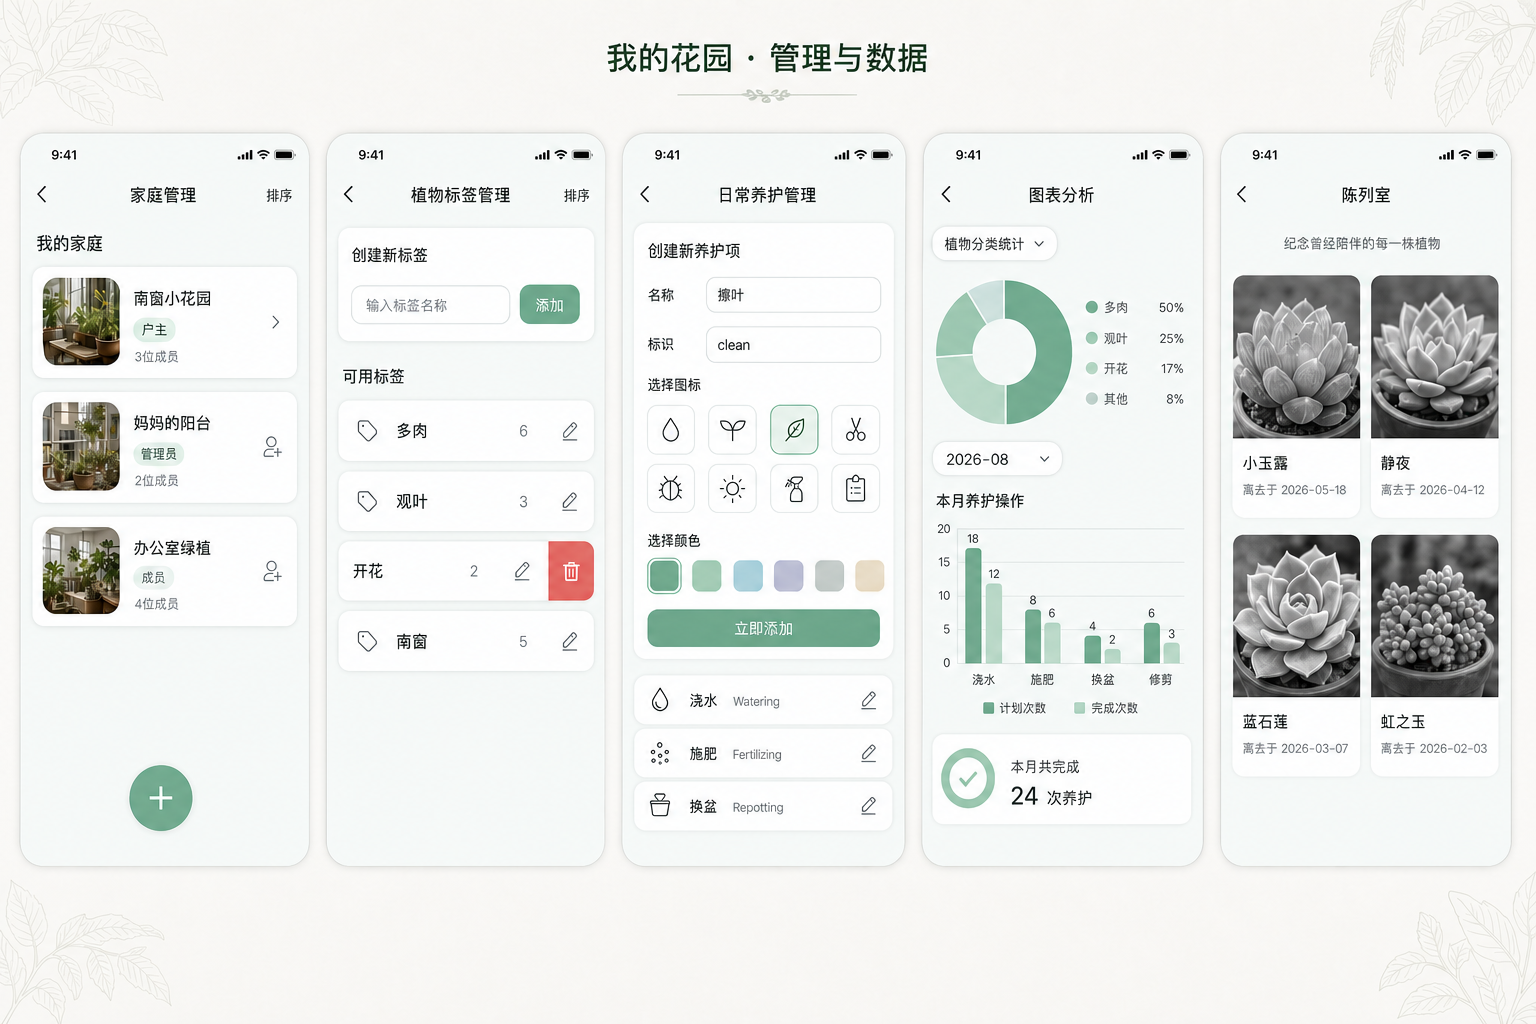 我的花园 · 管理与数据
9:41
家庭管理
排序
我的家庭
南窗小花园
户主
3位成员
妈妈的阳台
管理员
2位成员
办公室绿植
成员
4位成员
9:41
植物标签管理
排序
创建新标签
输入标签名称
添加
可用标签
多肉 6
观叶 3
开花 2
南窗 5
9:41
日常养护管理
创建新养护项
名称 擦叶
标识 clean
选择图标
选择颜色
立即添加
浇水 Watering
施肥 Fertilizing
换盆 Repotting
9:41
图表分析
植物分类统计
多肉 50%
观叶 25%
开花 17%
其他 8%
2026-08
本月养护操作
20
15
10
5
0
18
12
8
6
4
2
6
3
浇水 施肥 换盆 修剪
计划次数 完成次数
本月共完成
24 次养护
9:41
陈列室
纪念曾经陪伴的每一株植物
小玉露
离去于 2026-05-18
静夜
离去于 2026-04-12
蓝石莲
离去于 2026-03-07
虹之玉
离去于 2026-02-03